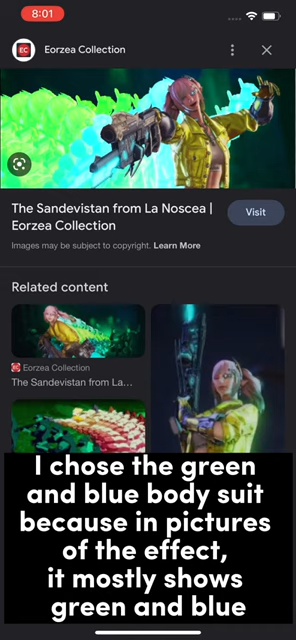 8:01
EC
Eorzea Collection
The Sandevistan from La Noscea |
Eorzea Collection
Visit
Images may be subject to copyright. Learn More
Related content
Eorzea Collection
The Sandevistan from La...
I chose the green
and blue body suit
because in pictures
of the effect,
it mostly shows
green and blue